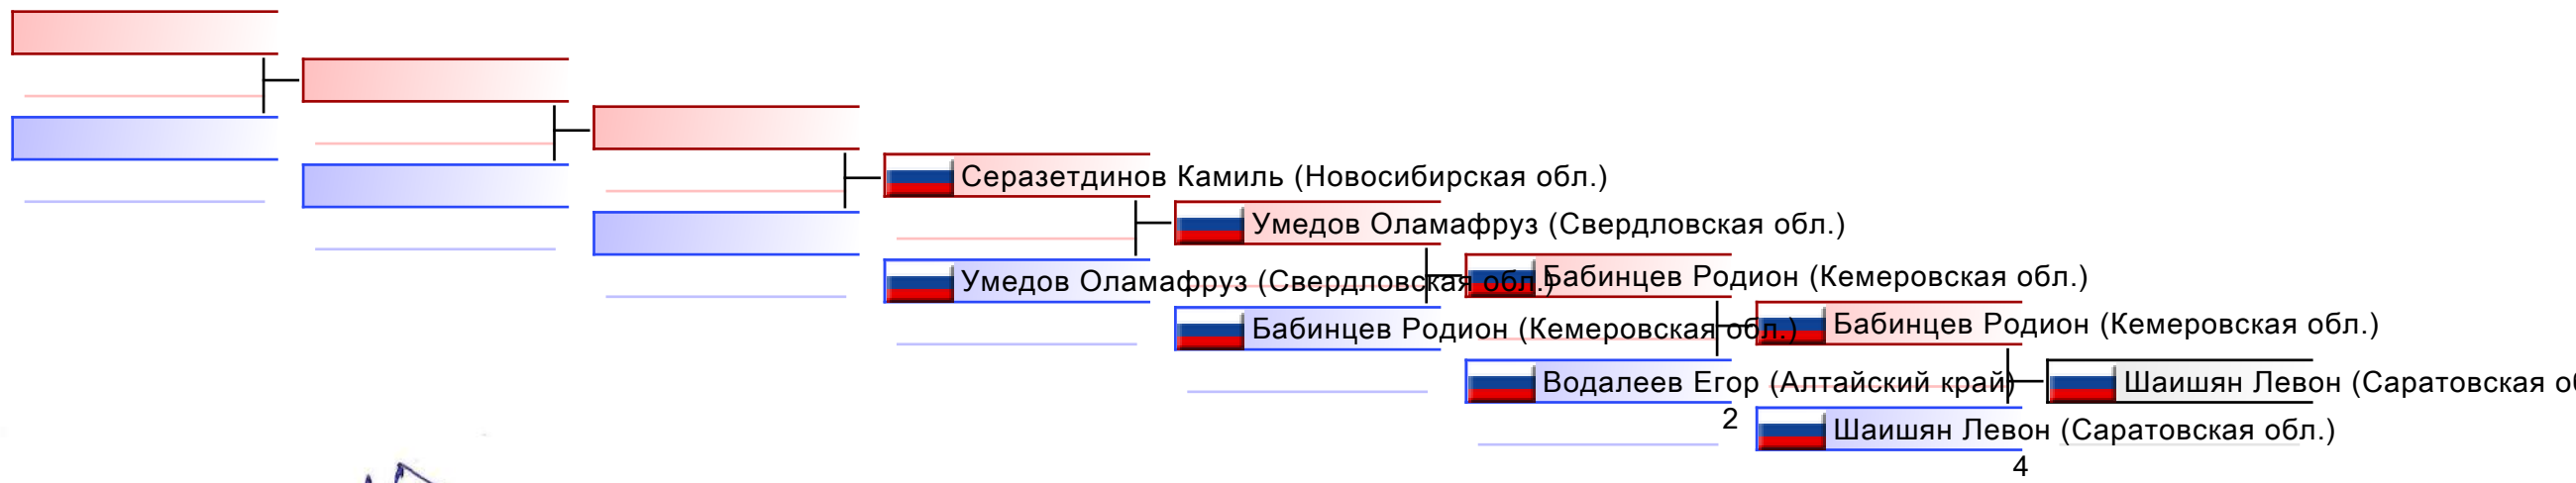 Серазетдинов Камиль (Новосибирская обл.)
Умедов Оламафруз (Свердловская обл.)
Умедов Оламафруз (Свердловская обл.)
Бабинцев Родион (Кемеровская обл.)
Бабинцев Родион (Кемеровская обл.)
Бабинцев Родион (Кемеровская обл.)
Водалеев Егор (Алтайский край)
Шаишян Левон (Саратовская об
2
Шаишян Левон (Саратовская обл.)
4